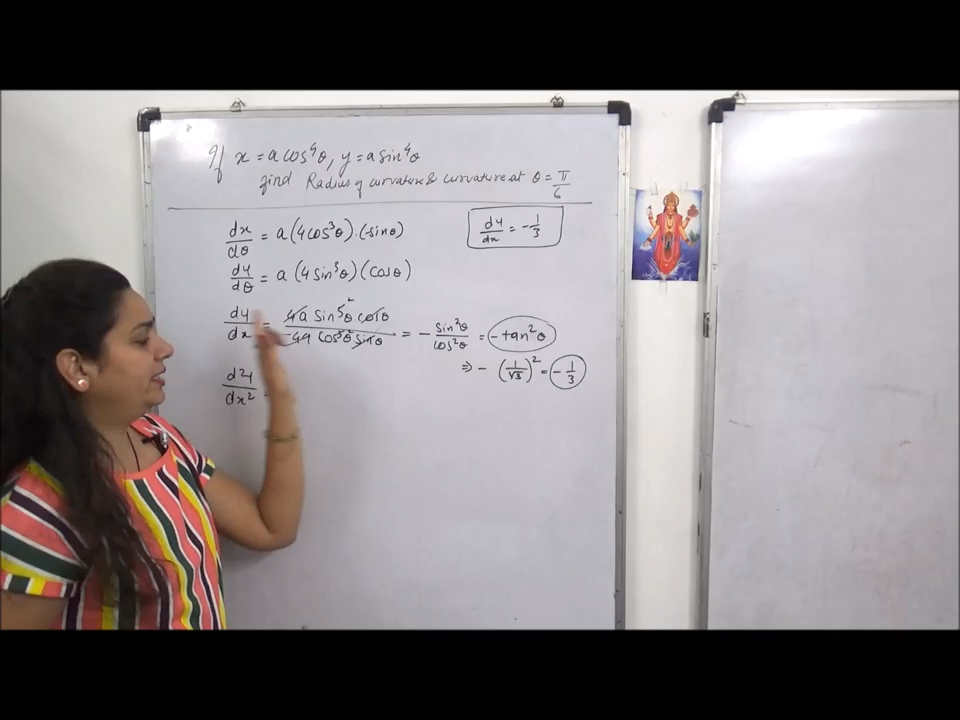 If x = a cos⁴θ, y = a sin⁴θ
find Radius of curvature & curvature at θ = π/6
dx/dθ = a(4cos³θ)·(-sinθ)
dy/dx = -1/3
dy/dθ = a(4 sin³θ)(cosθ)
dy/dx = 4a sin³θ cosθ / -4a cos³θ sinθ = - sin²θ/cos²θ = -tan²θ
⇒ - (1/√3)² = -1/3
d²y/dx² =